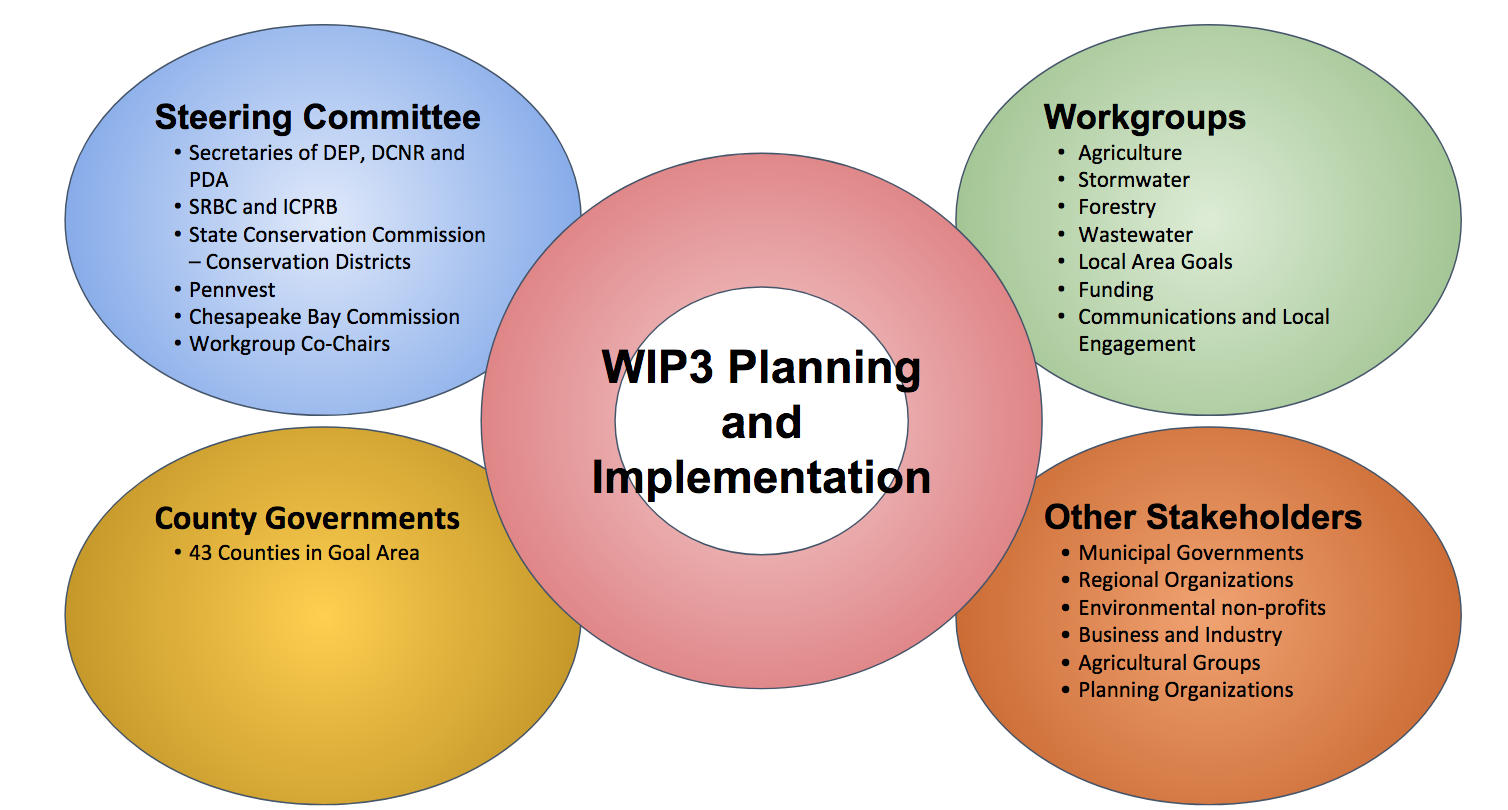 Steering Committee
• Secretaries of DEP, DCNR and
PDA
• SRBC and ICPRB
• State Conservation Commission
– Conservation Districts
• Pennvest
• Chesapeake Bay Commission
• Workgroup Co-Chairs
Workgroups
• Agriculture
• Stormwater
• Forestry
• Wastewater
• Local Area Goals
• Funding
• Communications and Local
Engagement
WIP3 Planning
and
Implementation
County Governments
• 43 Counties in Goal Area
Other Stakeholders
• Municipal Governments
• Regional Organizations
• Environmental non-profits
• Business and Industry
• Agricultural Groups
• Planning Organizations